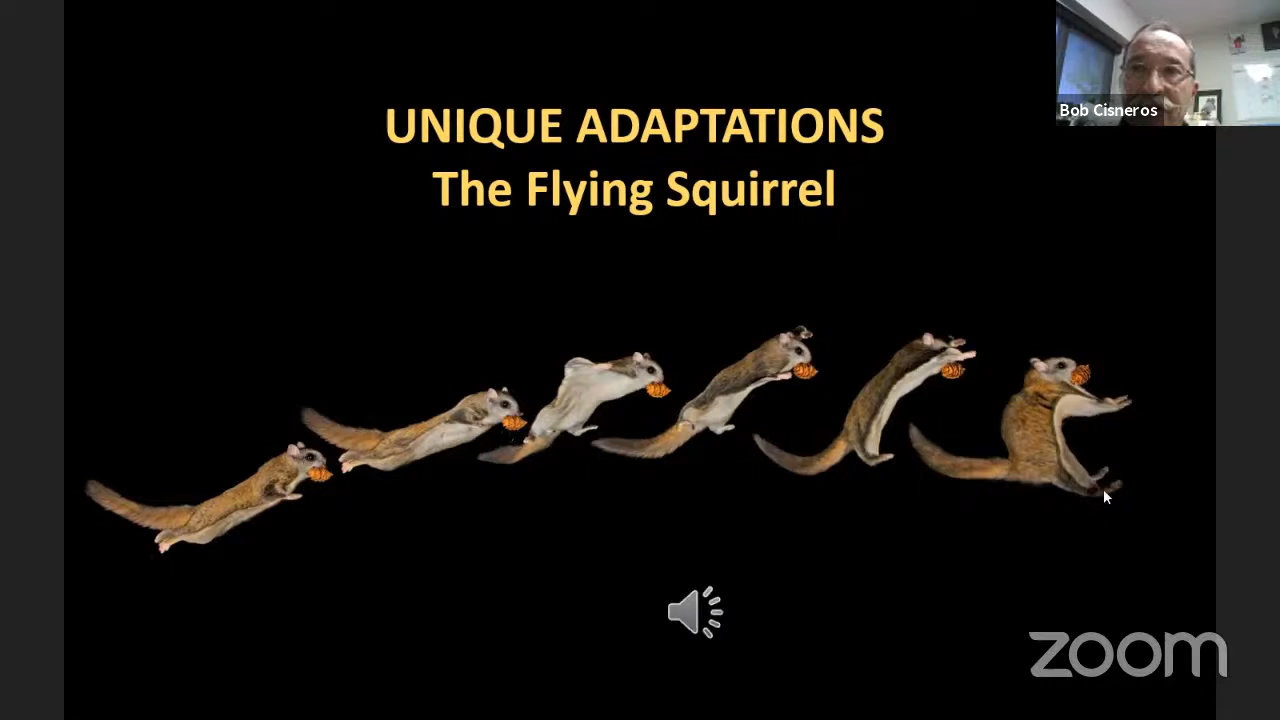 UNIQUE ADAPTATIONS
The Flying Squirrel
Bob Cisneros
zoom